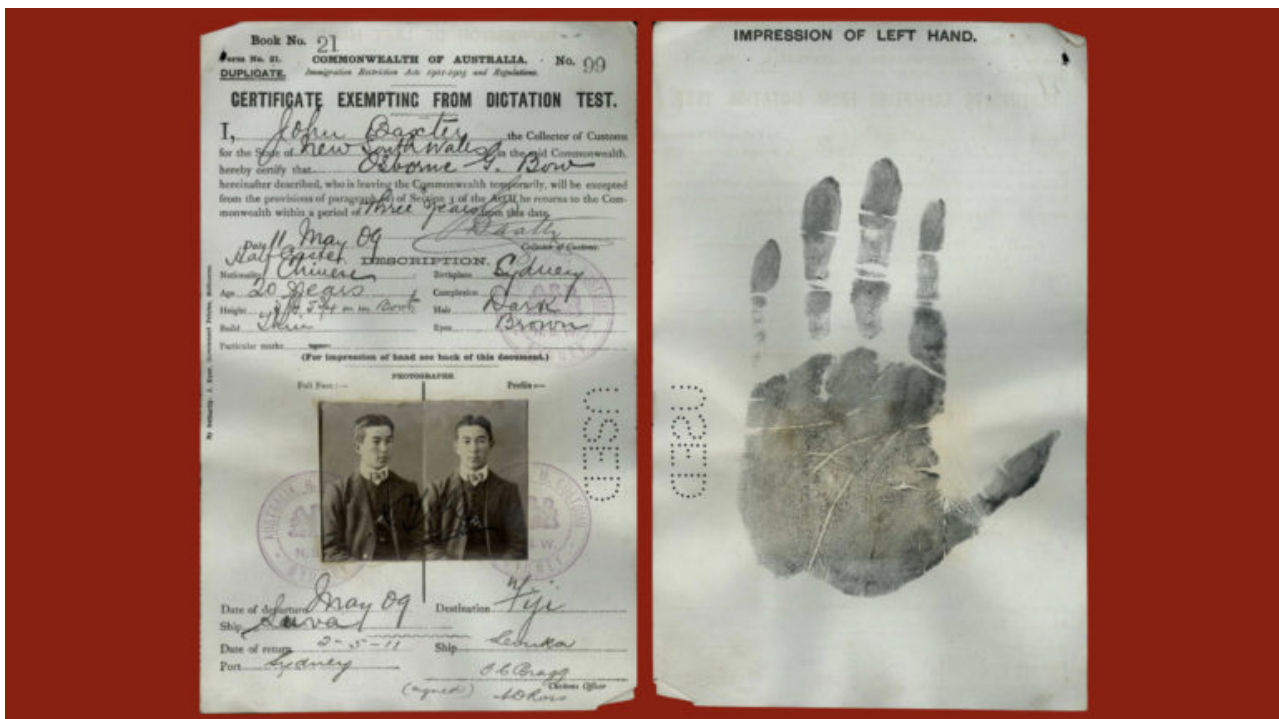 Book No. 21
Form No. 21. COMMONWEALTH OF AUSTRALIA. No. 99
DUPLICATE. Immigration Restriction Acts 1901-1905 and Regulations.
CERTIFICATE EXEMPTING FROM DICTATION TEST.
I, John Baxter the Collector of Customs
for the State of New South Wales in the said Commonwealth,
hereby certify that Osborne G. Bow
hereinafter described, who is leaving the Commonwealth temporarily, will be excepted
from the provisions of paragraph (a) of Section 3 of the Act if he returns to the Com-
monwealth within a period of Three Years from this date.
Date 11 May 09
Collector of Customs.
Half Caste
DESCRIPTION.
Nationality Chinese Birthplace Sydney
Age 20 years Complexion
Height in Boots Hair Dark
Build Thin Eyes Brown
Particular marks
(For impression of hand see back of this document.)
PHOTOGRAPHS.
Full Face:— Profile:—
USED
Date of departure May 09 Destination Fiji
Ship Suva
Date of return 2-5-11 Ship Levuka
Port Sydney
Customs Officer
(signed) A D Ross
IMPRESSION OF LEFT HAND.
USED